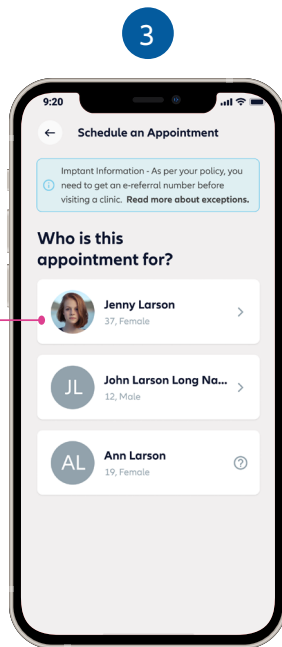 3
9:20
Schedule an Appointment
Imptant Information - As per your policy, you
need to get an e-referral number before
visiting a clinic. Read more about exceptions.
Who is this
appointment for?
Jenny Larson
37, Female
JL
John Larson Long Na...
12, Male
AL
Ann Larson
19, Female